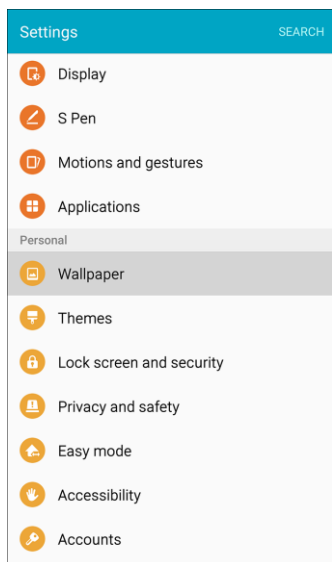 Settings SEARCH
Display
S Pen
Motions and gestures
Applications
Personal
Wallpaper
Themes
Lock screen and security
Privacy and safety
Easy mode
Accessibility
Accounts